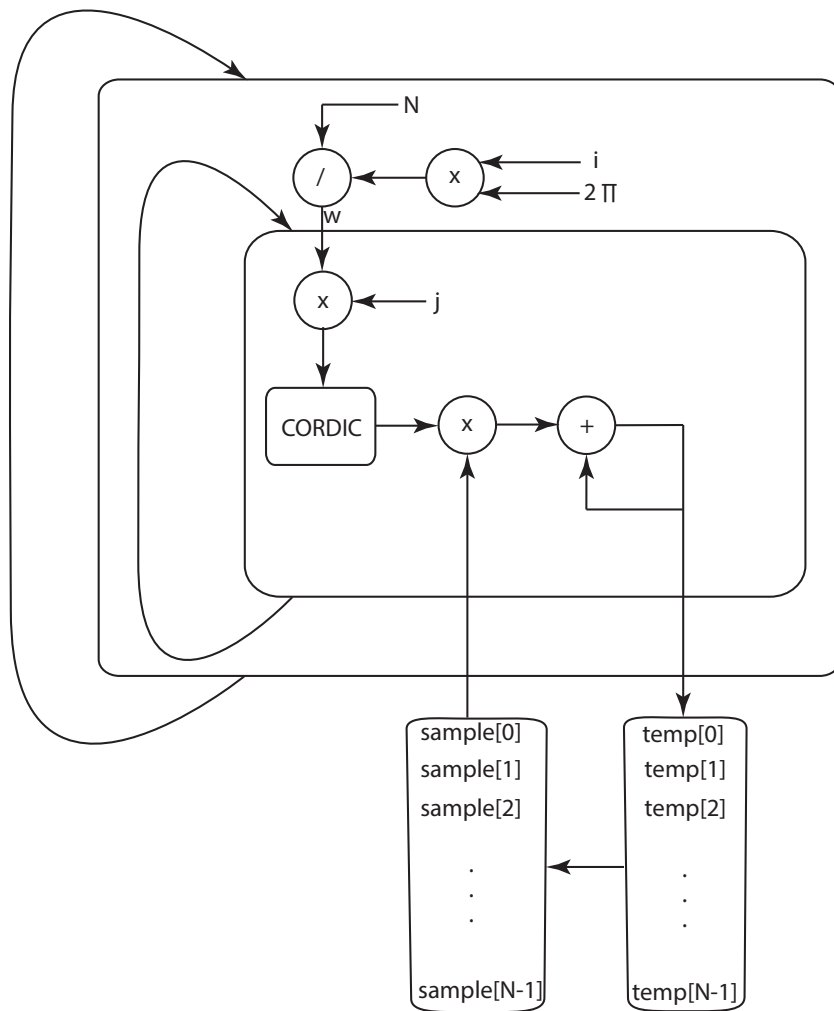 N
/
x
i
2 ∏
w
x
j
CORDIC
x
+
sample[0]
sample[1]
sample[2]
.
.
.
sample[N-1]
temp[0]
temp[1]
temp[2]
.
.
.
temp[N-1]